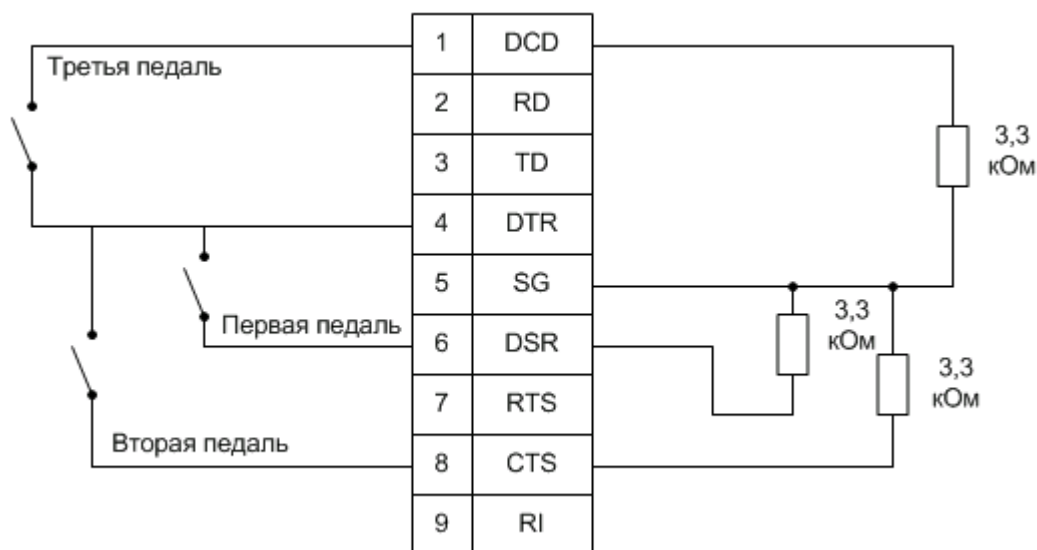 1 DCD
Третья педаль
2 RD
3,3
кОм
3 TD
4 DTR
5 SG
Первая педаль
3,3
кОм
6 DSR
3,3
кОм
7 RTS
Вторая педаль
8 CTS
9 RI